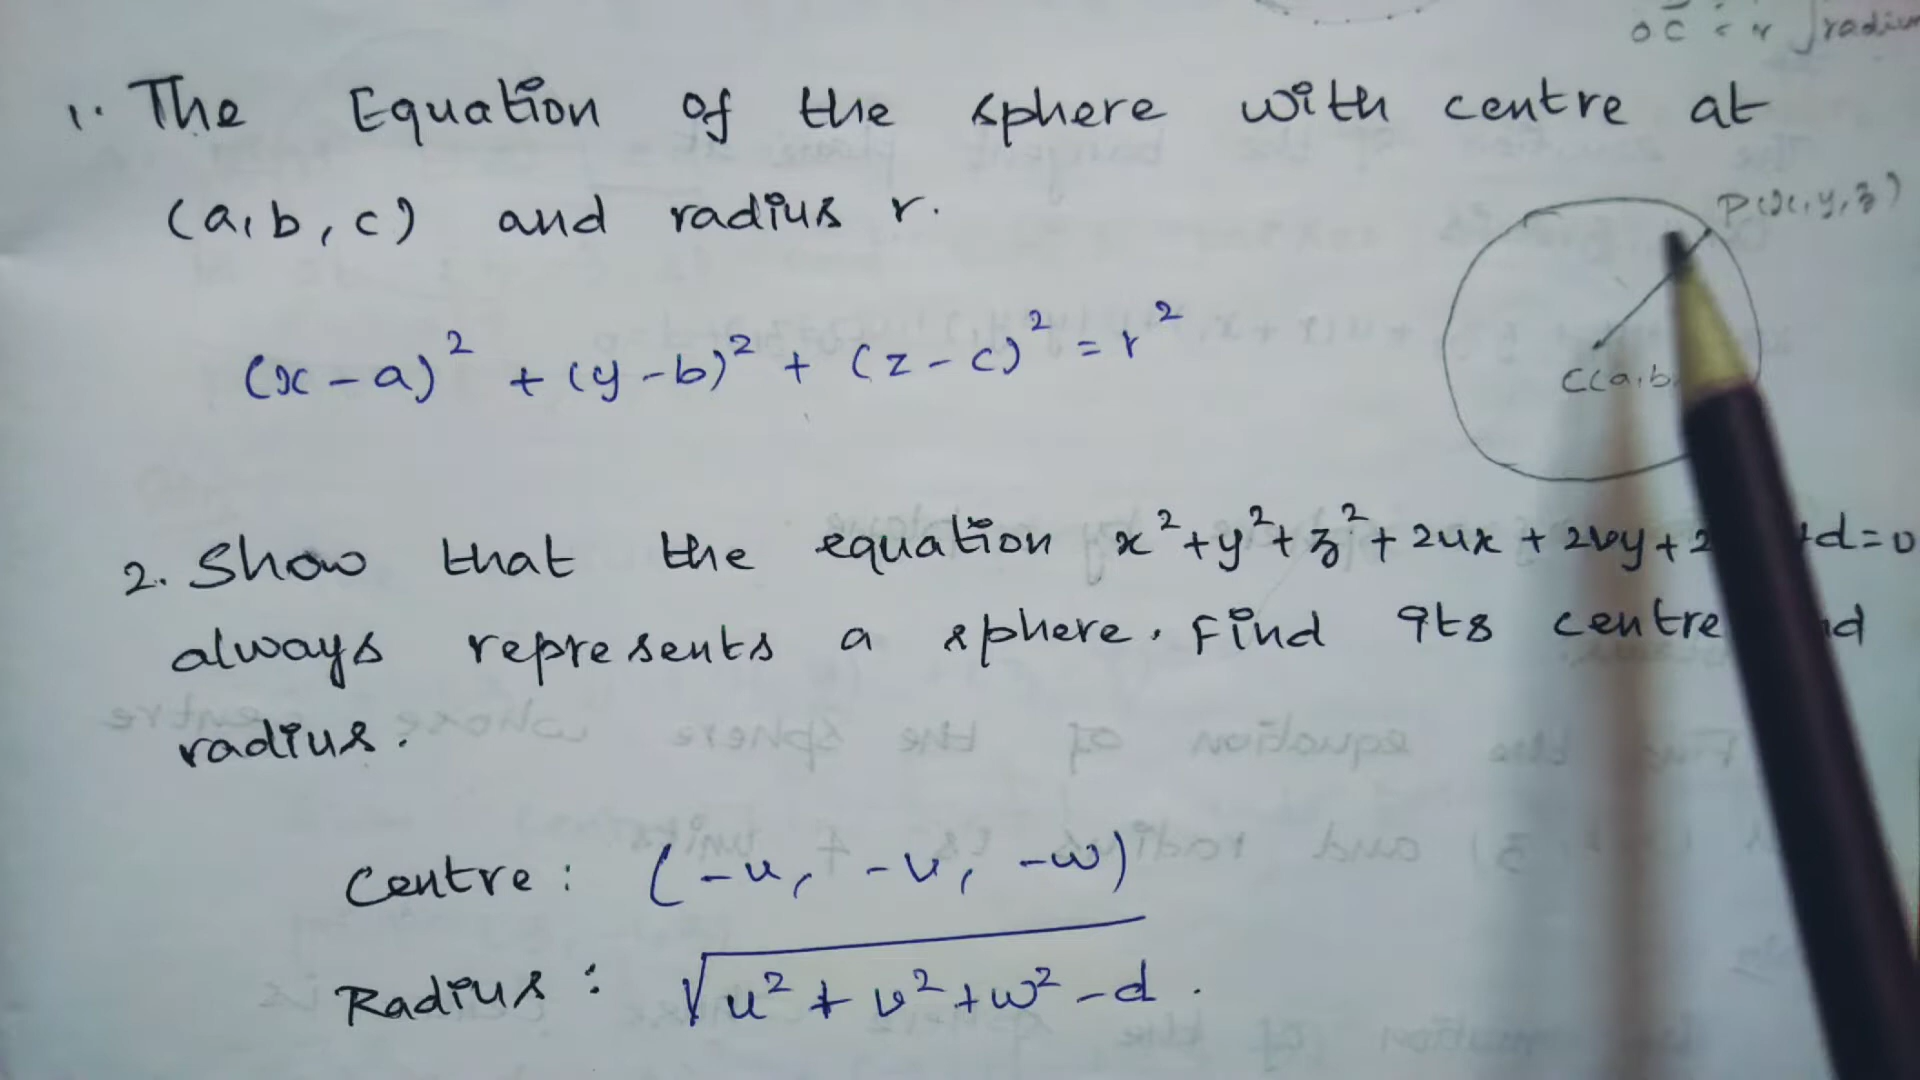 OC = r radius
1. The Equation of the sphere with centre at
(a, b, c) and radius r.
P(x, y, z)
(x - a)² + (y - b)² + (z - c)² = r²
C(a, b
2. Show that the equation x² + y² + z² + 2ux + 2vy + 2 +d = 0
always represents a sphere. Find its centre nd
radius.
Centre : (-u, -v, -w)
Radius : √u² + v² + w² - d .